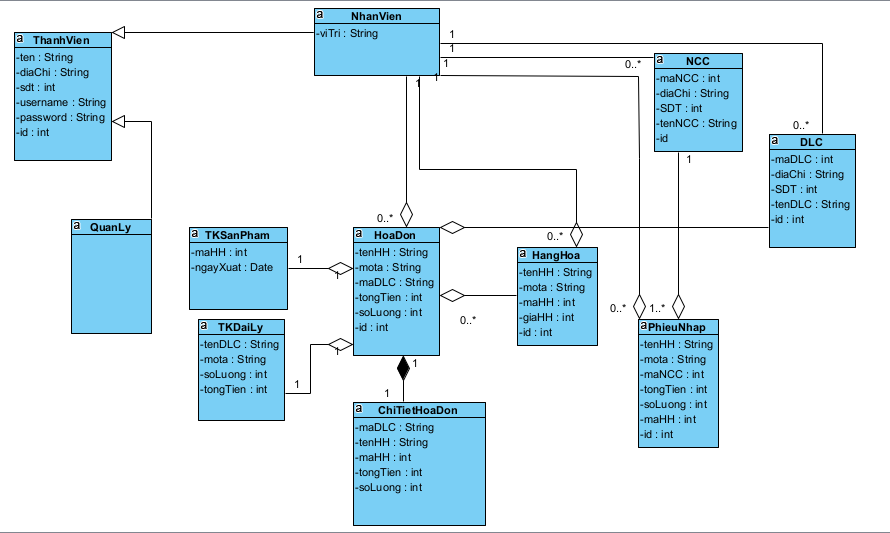 a
NhanVien
-viTri : String
a
ThanhVien
-ten : String
-diaChi : String
-sdt : int
-username : String
-password : String
-id : int
1
1
1
1
1
0..*
a
NCC
-maNCC : int
-diaChi : String
-SDT : int
-tenNCC : String
-id
1
0..*
a
DLC
-maDLC : int
-diaChi : String
-SDT : int
-tenDLC : String
-id : int
a
QuanLy
a
TKSanPham
-maHH : int
-ngayXuat : Date
1
1
0..*
a
HoaDon
-tenHH : String
-mota : String
-maDLC : String
-tongTien : int
-soLuong : int
-id : int
0..*
a
HangHoa
-tenHH : String
-mota : String
-maHH : int
-giaHH : int
-id : int
0..*
0..*
1..*
a
PhieuNhap
-tenHH : String
-mota : String
-maNCC : int
-tongTien : int
-soLuong : int
-maHH : int
-id : int
a
TKDaiLy
-tenDLC : String
-mota : String
-soLuong : int
-tongTien : int
1
1
1
1
a
ChiTietHoaDon
-maDLC : String
-tenHH : String
-maHH : int
-tongTien : int
-soLuong : int